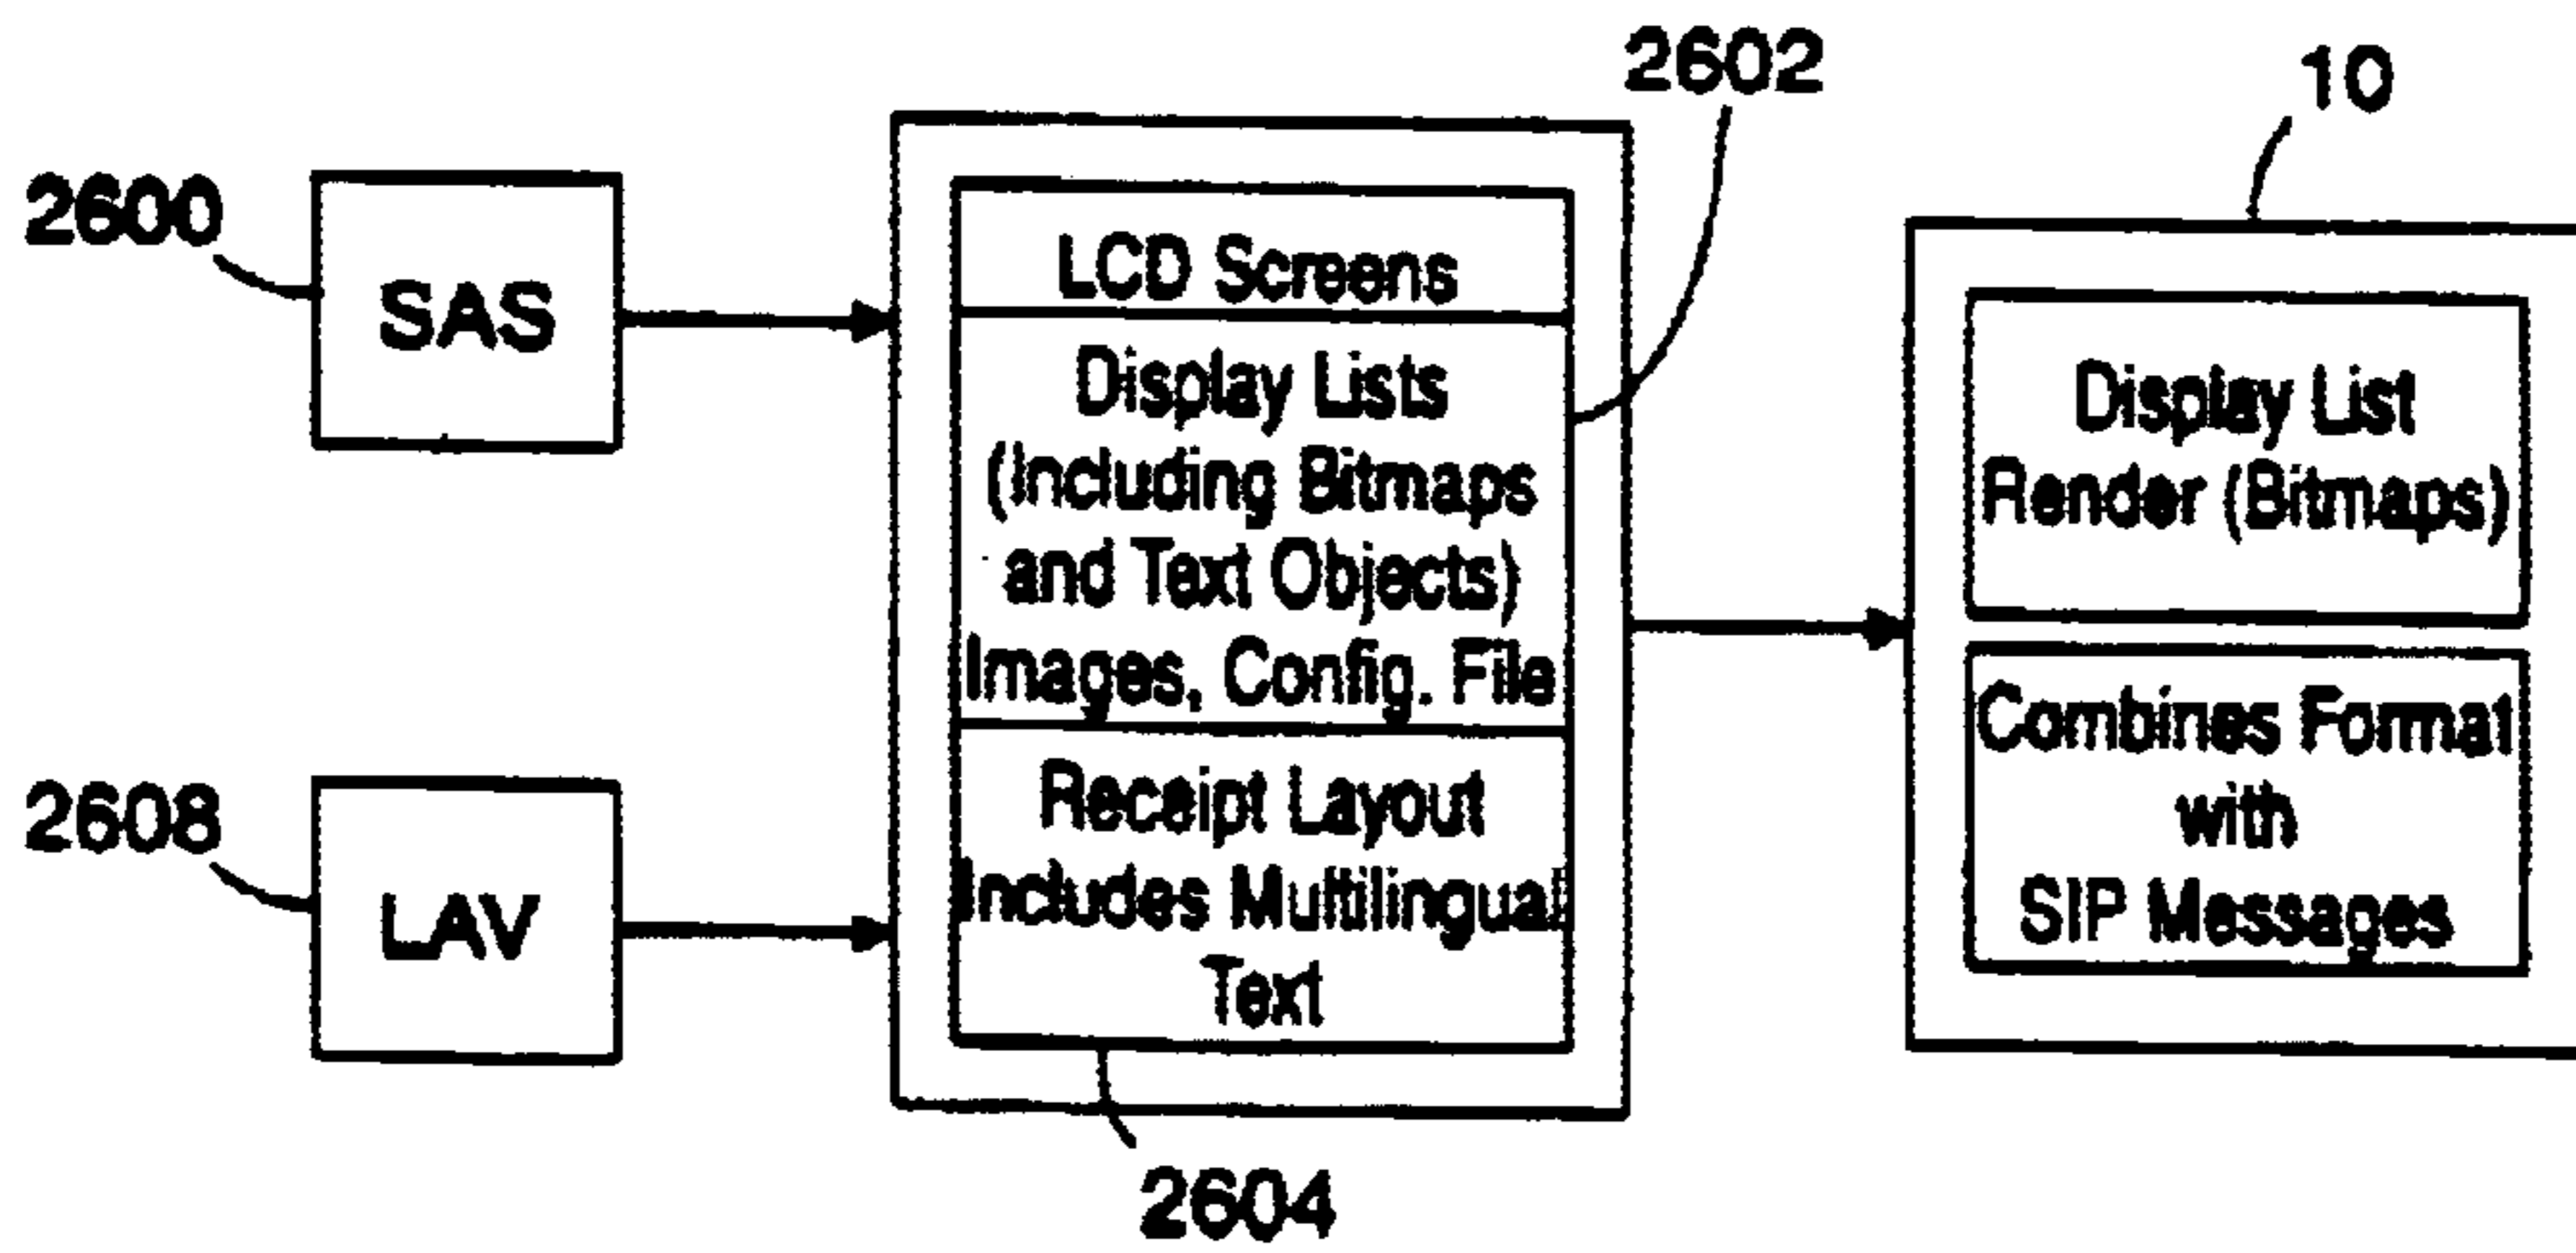 2602
10
2600
SAS
LCD Screens
Display Lists
(Including Bitmaps
and Text Objects)
Images, Config. File
Receipt Layout
Includes Multilingual
Text
2604
2608
LAV
Display List
Render (Bitmaps)
Combines Format
with
SIP Messages